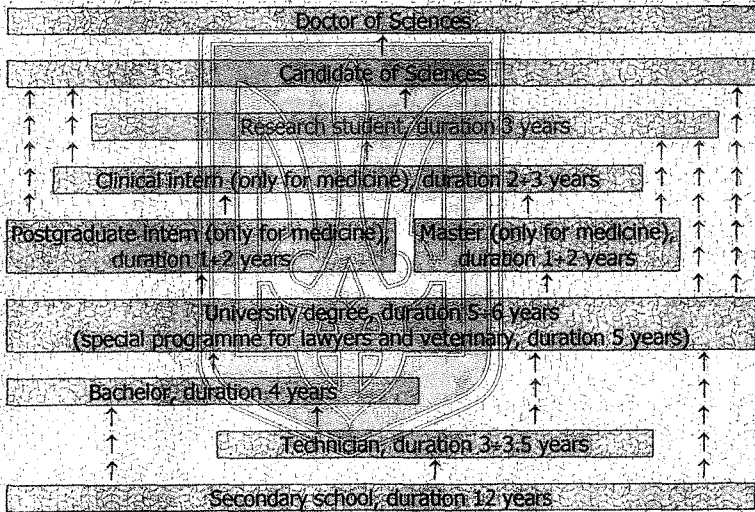 Doctor of Sciences
Candidate of Sciences
Research student, duration 3 years
Clinical intern (only for medicine), duration 2÷3 years
Postgraduate intern (only for medicine),
duration 1÷2 years
Master (only for medicine),
duration 1÷2 years
University degree, duration 5÷6 years
(special programme for lawyers and veterinary, duration 5 years)
Bachelor, duration 4 years
Technician, duration 3÷3.5 years
Secondary school, duration 12 years